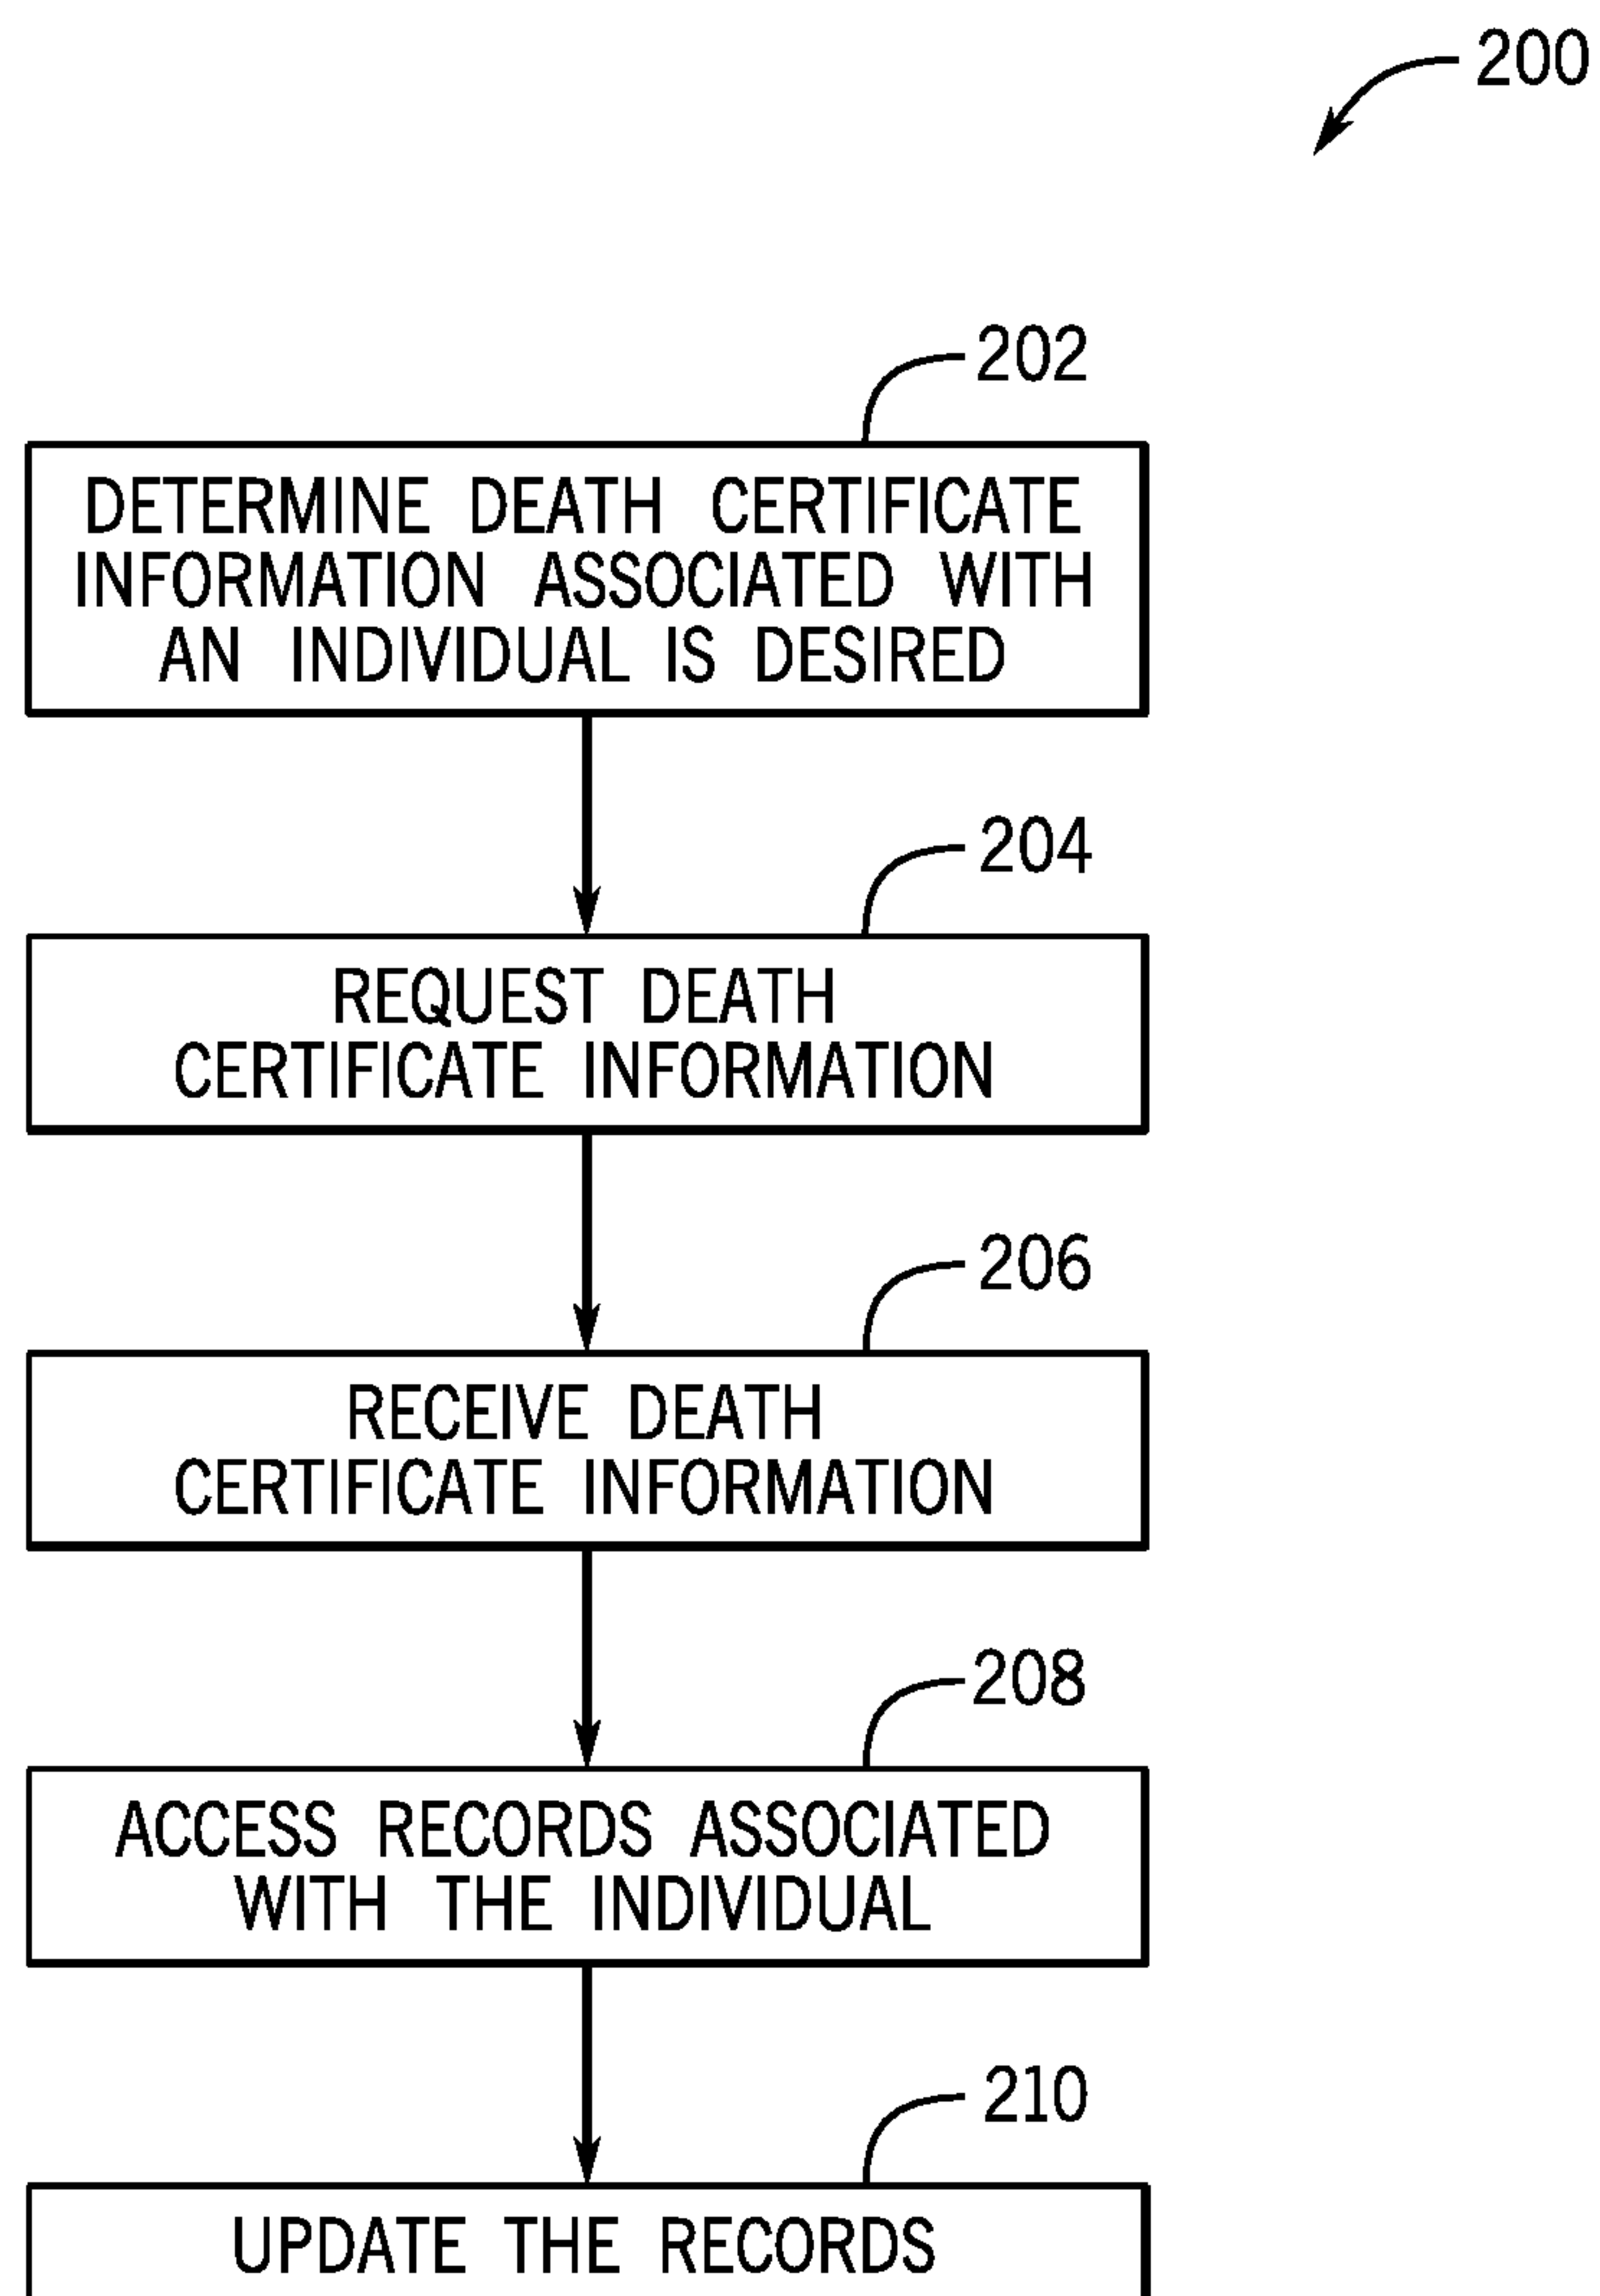 200
202
DETERMINE DEATH CERTIFICATE
INFORMATION ASSOCIATED WITH
AN INDIVIDUAL IS DESIRED
204
REQUEST DEATH
CERTIFICATE INFORMATION
206
RECEIVE DEATH
CERTIFICATE INFORMATION
208
ACCESS RECORDS ASSOCIATED
WITH THE INDIVIDUAL
210
UPDATE THE RECORDS